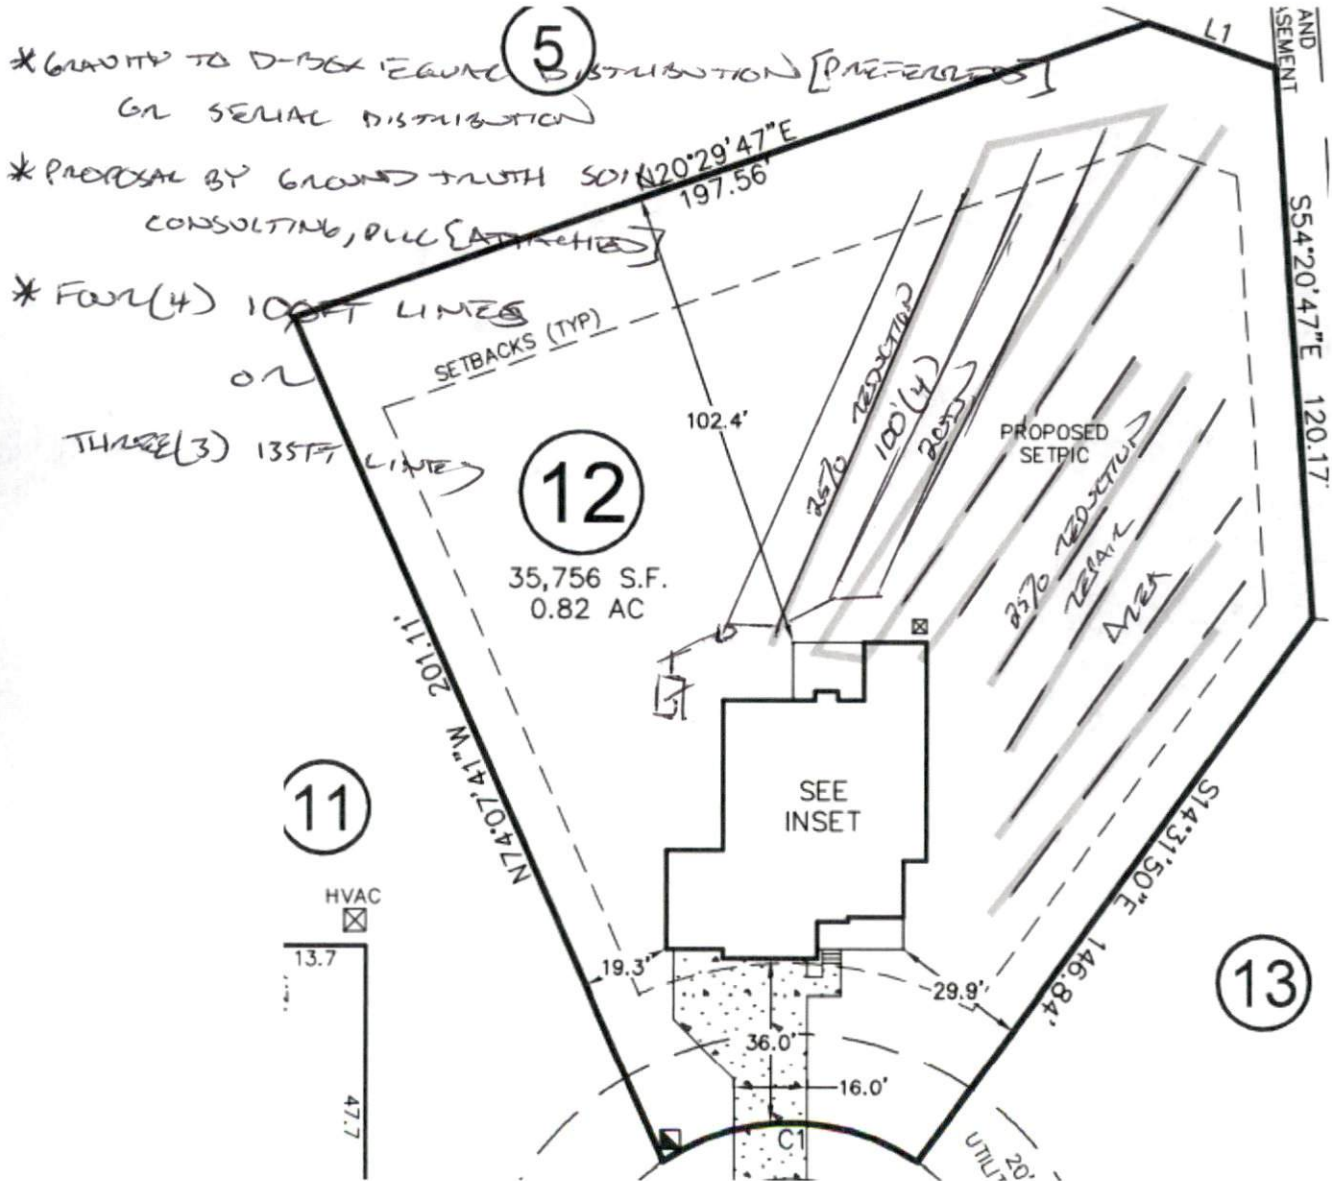 5
* GRAVITY TO D-BOX EQUAL DISTRIBUTION [PREFERRED]
OR SERIAL DISTRIBUTION
* PROPOSAL BY GROUND TRUTH SOIL
CONSULTING, PLLC [ATTACHED]
* FOUR(4) 100FT LINES
OR
THREE(3) 135FT LINES
L1
AND
ASEMENT
N20°29'47"E
197.56'
S54°20'47"E 120.17'
SETBACKS (TYP)
102.4'
25% REDUCTION
100'(4)
PROPOSED
SETPIC
25% REDUCTION
REPAIR
AREA
12
35,756 S.F.
0.82 AC
201.11'
N74°07'41"W
11
HVAC
13.7
47.7
SEE
INSET
S14°31'50"E 146.84'
13
19.3'
29.9'
36.0'
16.0'
C1
20'
UTILIT